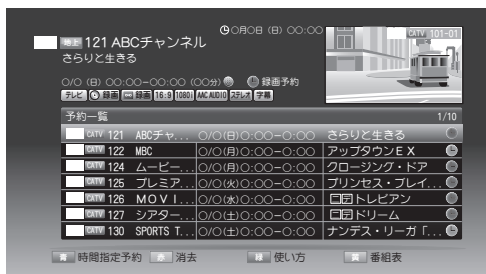 ○月○日 (日) ○○:○○
CATV 101-01
地上 121 ABCチャンネル
さらりと生きる
○/○ (日) ○○:○○-○○:○○ (○○分) 録画予約
テレビ 録画 録画 16:9 1080i AAC AUDIO ステレオ 字幕
予約一覧 1/10
CATV 121 ABCチャ... ○/○(日)○:○○-○:○○ さらりと生きる
CATV 122 MBC ○/○(月)○:○○-○:○○ アップタウンEX
CATV 124 ムービー... ○/○(月)○:○○-○:○○ クロージング・ドア
CATV 125 プレミア... ○/○(火)○:○○-○:○○ プリンセス・ブレイ...
CATV 126 MOVI... ○/○(水)○:○○-○:○○ 口字トレビアン
CATV 127 シアター... ○/○(土)○:○○-○:○○ 口字ドリーム
CATV 130 SPORTS T... ○/○(土)○:○○-○:○○ ナンデス・リーガ「...
青 時間指定予約 赤 消去 緑 使い方 黄 番組表